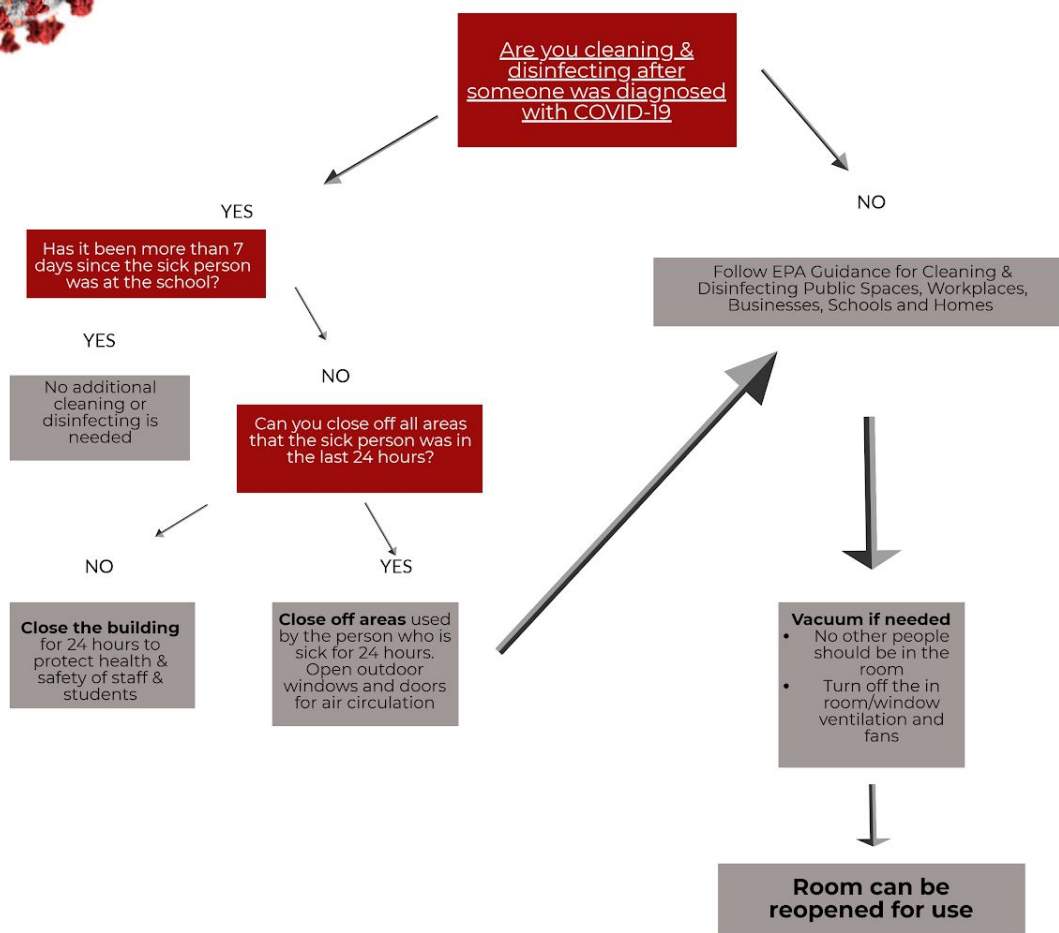 Are you cleaning &
disinfecting after
someone was diagnosed
with COVID-19
YES
NO
Has it been more than 7
days since the sick person
was at the school?
Follow EPA Guidance for Cleaning &
Disinfecting Public Spaces, Workplaces,
Businesses, Schools and Homes
YES
NO
No additional
cleaning or
disinfecting is
needed
Can you close off all areas
that the sick person was in
the last 24 hours?
NO
YES
Close the building
for 24 hours to
protect health &
safety of staff &
students
Close off areas used
by the person who is
sick for 24 hours.
Open outdoor
windows and doors
for air circulation
Vacuum if needed
• No other people
should be in the
room
• Turn off the in
room/window
ventilation and
fans
Room can be
reopened for use